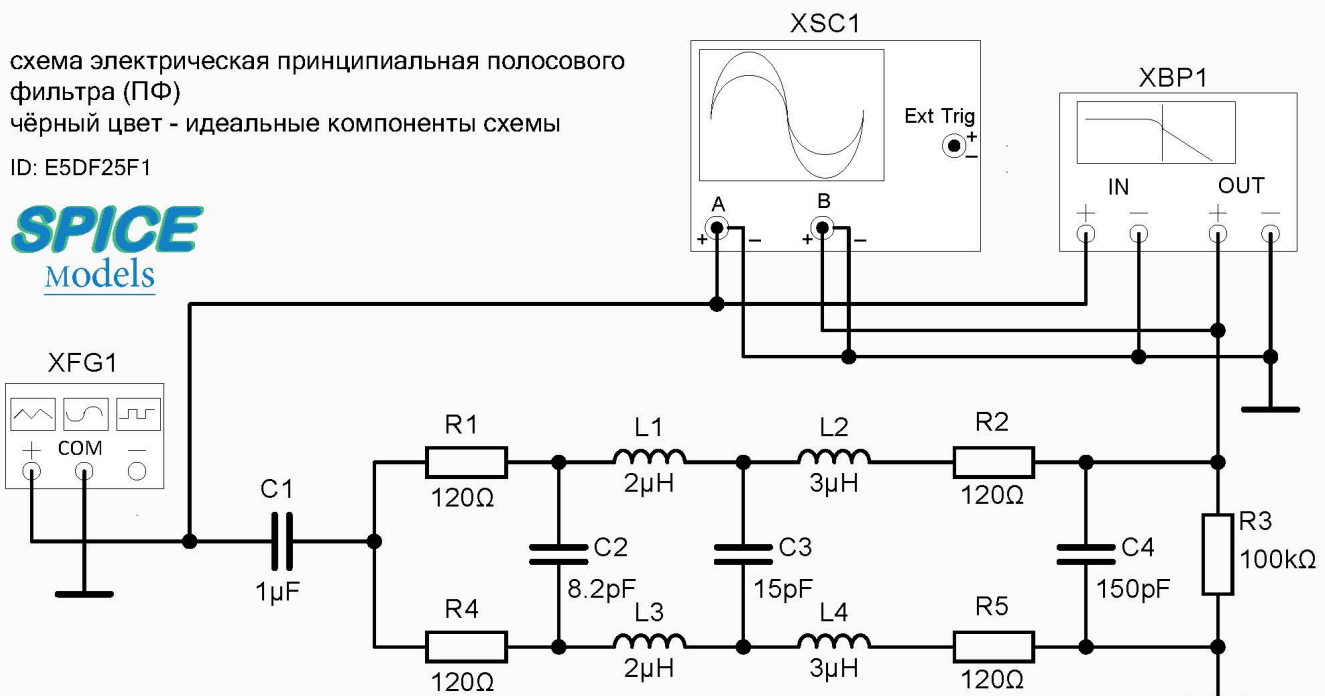 XSC1
схема электрическая принципиальная полосового
фильтра (ПФ)
чёрный цвет - идеальные компоненты схемы
ID: E5DF25F1
SPICE
Models
XBP1
Ext Trig
+
−
IN
OUT
+ − + −
A
B
+ − + −
XFG1
+ COM −
C1
1µF
R1
120Ω
L1
2µH
L2
3µH
R2
120Ω
C2
8.2pF
C3
15pF
C4
150pF
R3
100kΩ
R4
120Ω
L3
2µH
L4
3µH
R5
120Ω